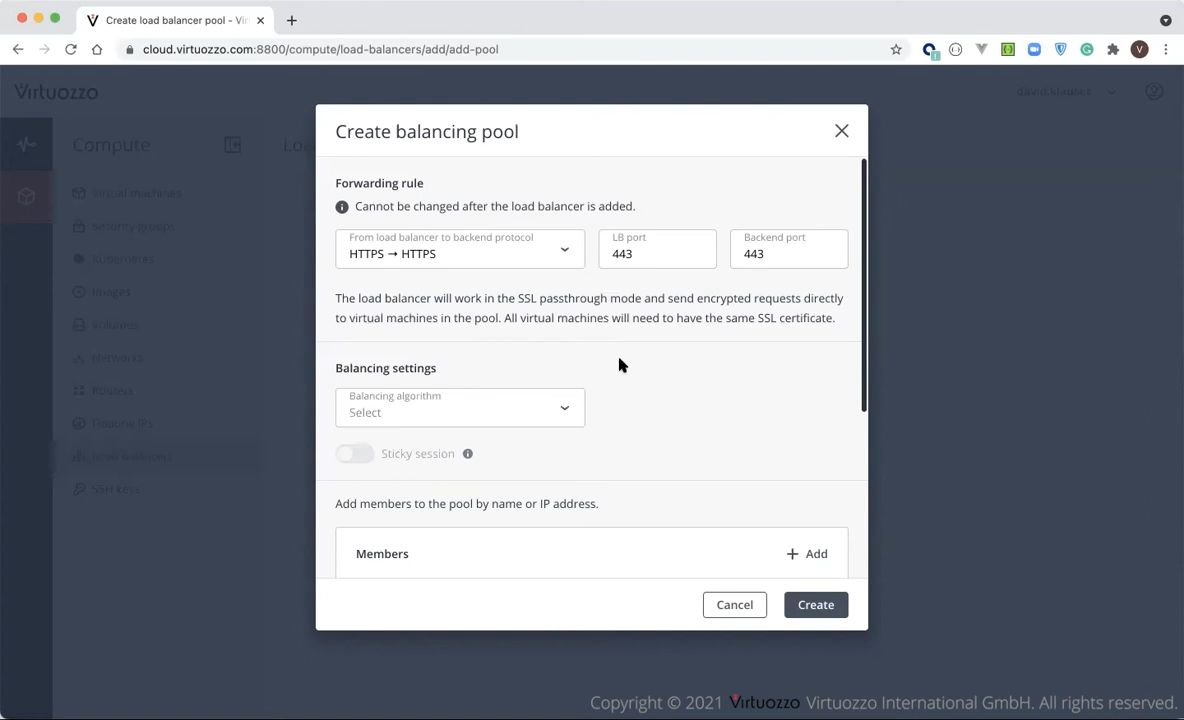 Create load balancer pool - Vir
cloud.virtuozzo.com:8800/compute/load-balancers/add/add-pool
V
Virtuozzo
david.klausec
Compute
Lo
Virtual machines
Security groups
Kubernetes
Images
Volumes
Networks
Routers
Floating IPs
Load balancers
SSH keys
Create balancing pool
Forwarding rule
Cannot be changed after the load balancer is added.
From load balancer to backend protocol
HTTPS → HTTPS
LB port
443
Backend port
443
The load balancer will work in the SSL passthrough mode and send encrypted requests directly
to virtual machines in the pool. All virtual machines will need to have the same SSL certificate.
Balancing settings
Balancing algorithm
Select
Sticky session
Add members to the pool by name or IP address.
Members
+ Add
Cancel
Create
Copyright © 2021 Virtuozzo Virtuozzo International GmbH. All rights reserved.